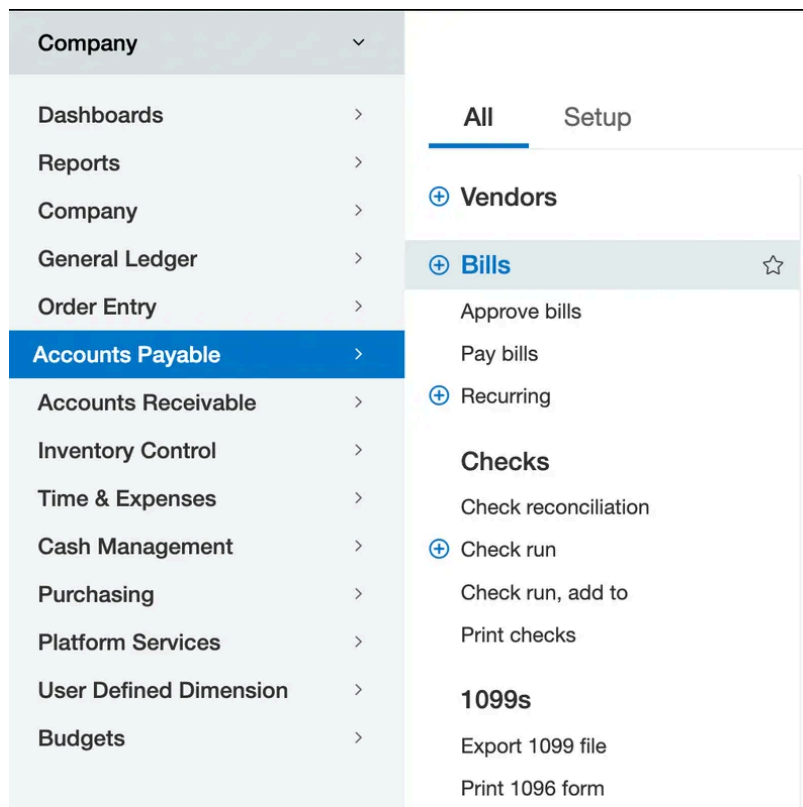 Company
Dashboards
Reports
Company
General Ledger
Order Entry
Accounts Payable
Accounts Receivable
Inventory Control
Time & Expenses
Cash Management
Purchasing
Platform Services
User Defined Dimension
Budgets
All
Setup
Vendors
Bills
Approve bills
Pay bills
Recurring
Checks
Check reconciliation
Check run
Check run, add to
Print checks
1099s
Export 1099 file
Print 1096 form